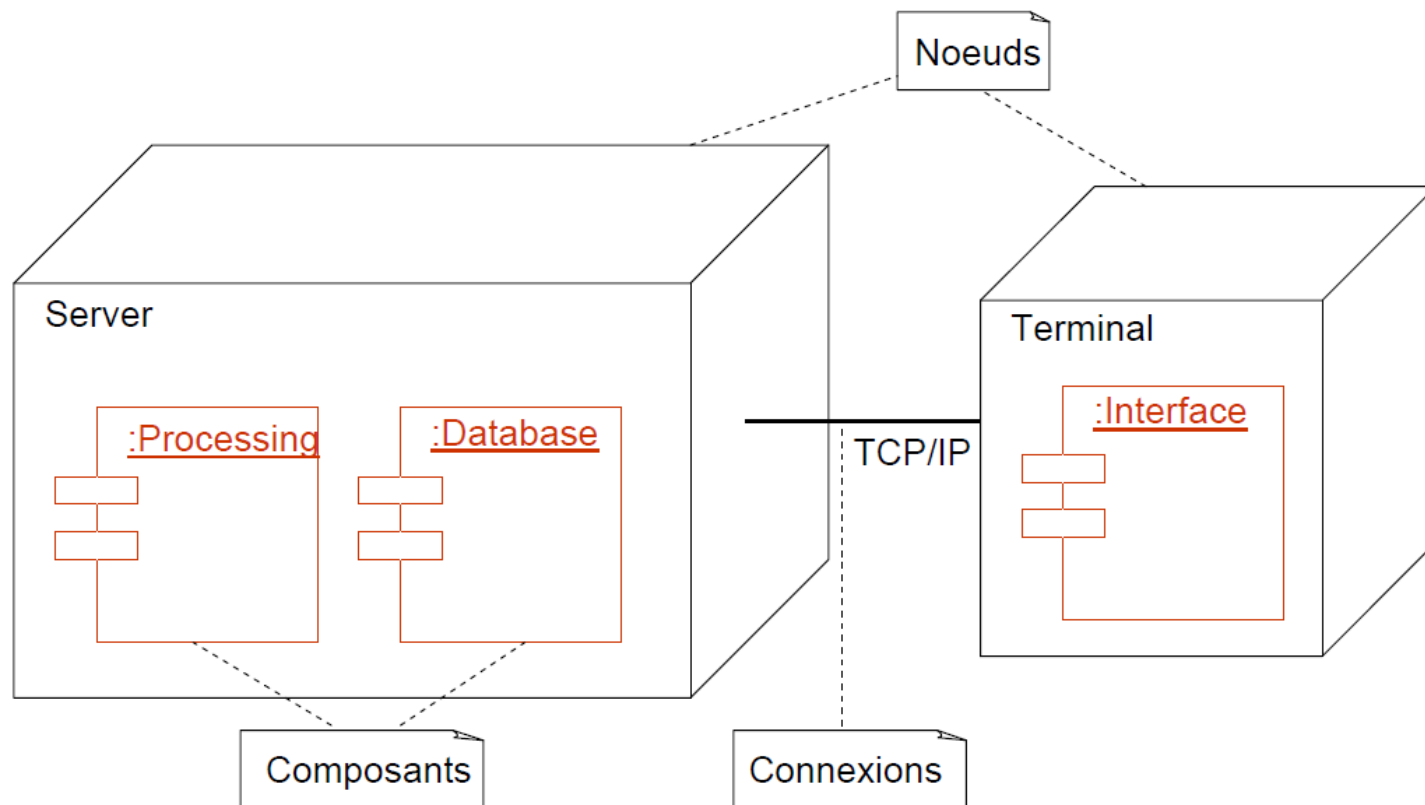 Noeuds
Server
Terminal
:Processing
:Database
:Interface
TCP/IP
Composants
Connexions